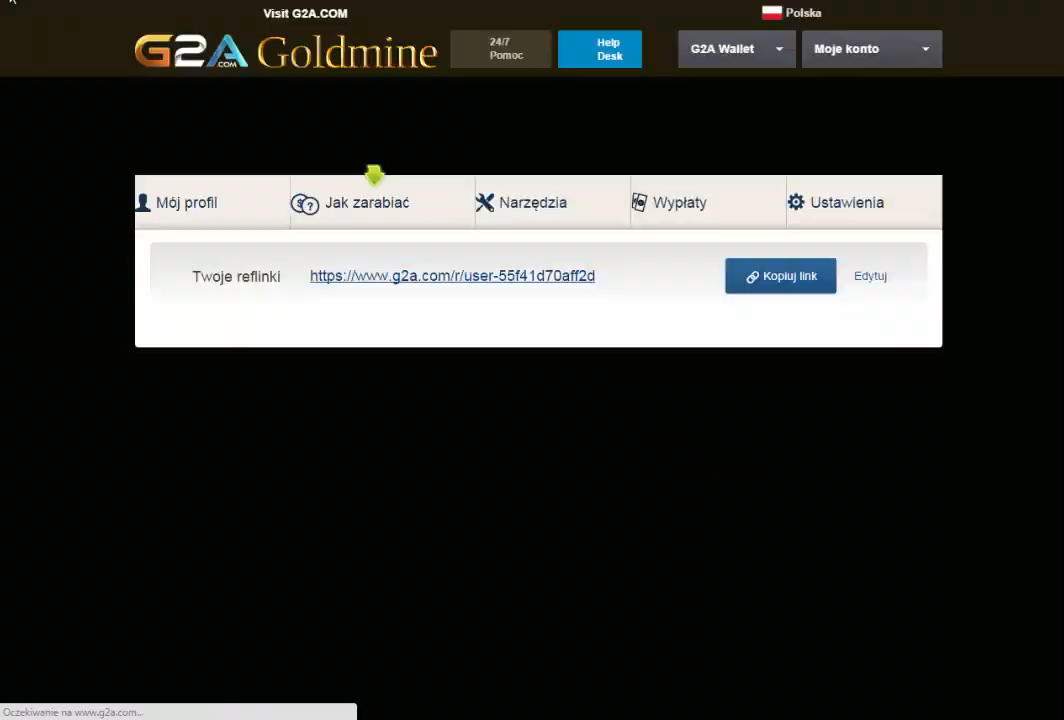 Visit G2A.COM
Polska
G2A.COM Goldmine
24/7
Pomoc
Help
Desk
G2A Wallet
Moje konto
Mój profil
Jak zarabiać
Narzędzia
Wypłaty
Ustawienia
Twoje reflinki
https://www.g2a.com/r/user-55f41d70aff2d
Kopiuj link
Edytuj
Oczekiwanie na www.g2a.com...